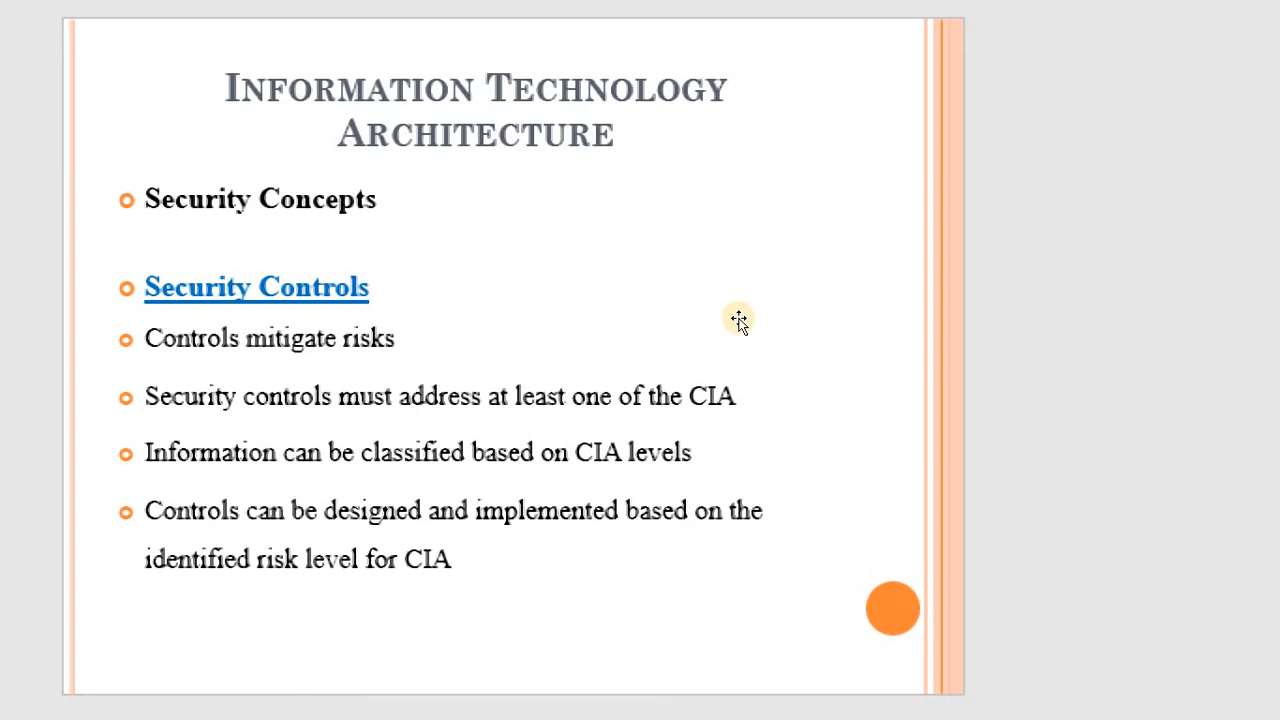 INFORMATION TECHNOLOGY
ARCHITECTURE
Security Concepts
Security Controls
Controls mitigate risks
Security controls must address at least one of the CIA
Information can be classified based on CIA levels
Controls can be designed and implemented based on the
identified risk level for CIA